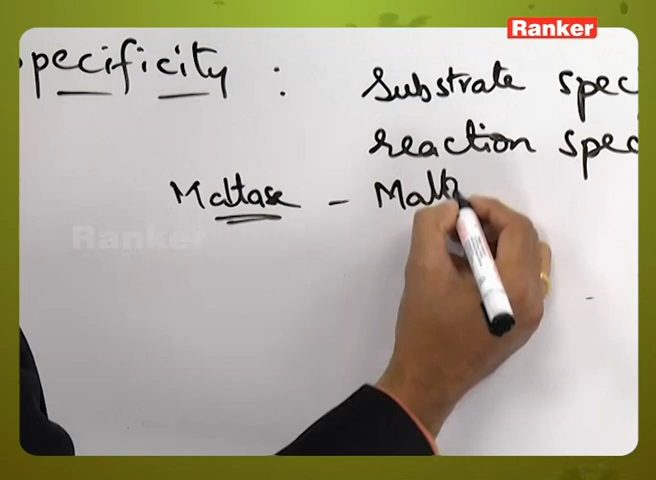 Ranker
pecificity : Substrate spec
reaction spec
Maltase - Malt
Ranker